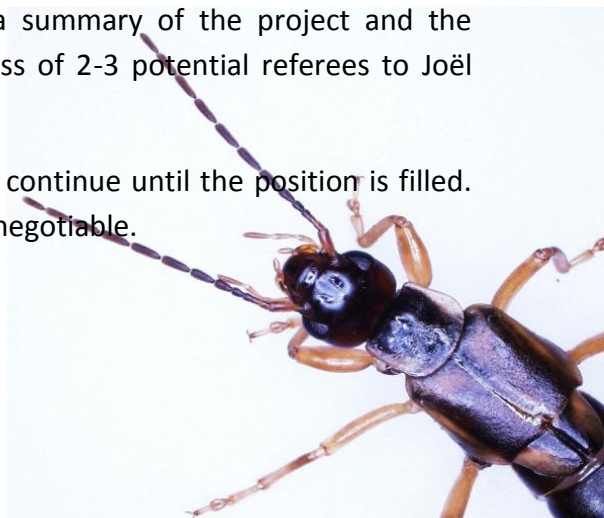 a summary of the project and the
ss of 2-3 potential referees to Joël
continue until the position is filled.
negotiable.